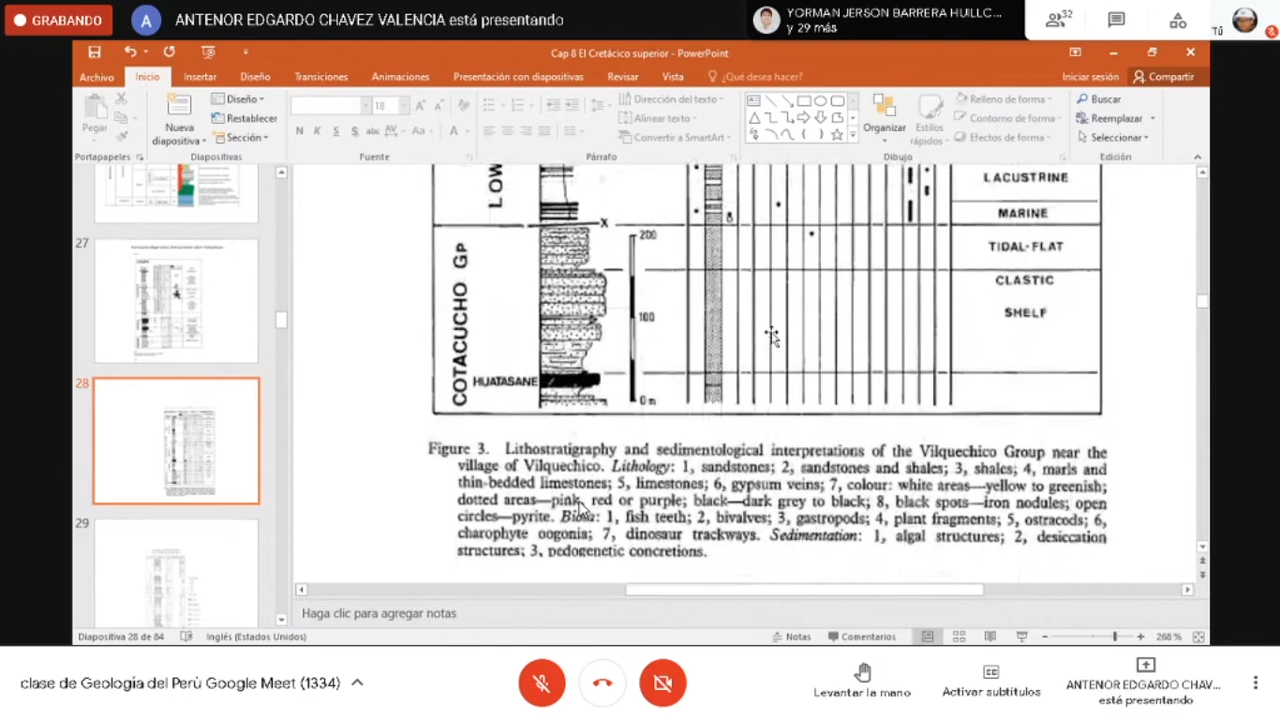 GRABANDO
A
ANTENOR EDGARDO CHAVEZ VALENCIA está presentando
YORMAN JERSON BARRERA HUILLC...
y 29 más
32
Tú
Cap 8 El Cretácico superior - PowerPoint
Archivo Inicio Insertar Diseño Transiciones Animaciones Presentación con diapositivas Revisar Vista ¿Qué desea hacer? Iniciar sesión Compartir
Pegar
Nueva
diapositiva
Diseño
Restablecer
Sección
18
N K S S abc AV Aa A
Dirección del texto
Alinear texto
Convertir a SmartArt
Organizar
Estilos
rápidos
Relleno de forma
Contorno de forma
Efectos de forma
Buscar
Reemplazar
Seleccionar
Portapapeles Diapositivas Fuente Párrafo Dibujo Edición
27
28
29
LOW
LACUSTRINE
MARINE
X
200
TIDAL-FLAT
CLASTIC
SHELF
COTACUCHO GP
100
HUATASANE
0 m
Figure 3. Lithostratigraphy and sedimentological interpretations of the Vilquechico Group near the
village of Vilquechico. Lithology: 1, sandstones; 2, sandstones and shales; 3, shales; 4, marls and
thin-bedded limestones; 5, limestones; 6, gypsum veins; 7, colour: white areas—yellow to greenish;
dotted areas—pink, red or purple; black—dark grey to black; 8, black spots—iron nodules; open
circles—pyrite. Biota: 1, fish teeth; 2, bivalves; 3, gastropods; 4, plant fragments; 5, ostracods; 6,
charophyte oogonia; 7, dinosaur trackways. Sedimentation: 1, algal structures; 2, desiccation
structures; 3, pedogenetic concretions.
Haga clic para agregar notas
Diapositiva 28 de 84 Inglés (Estados Unidos) Notas Comentarios 268 %
clase de Geología del Perú Google Meet (1334)
Levantar la mano
Activar subtítulos
ANTENOR EDGARDO CHAV...
está presentando